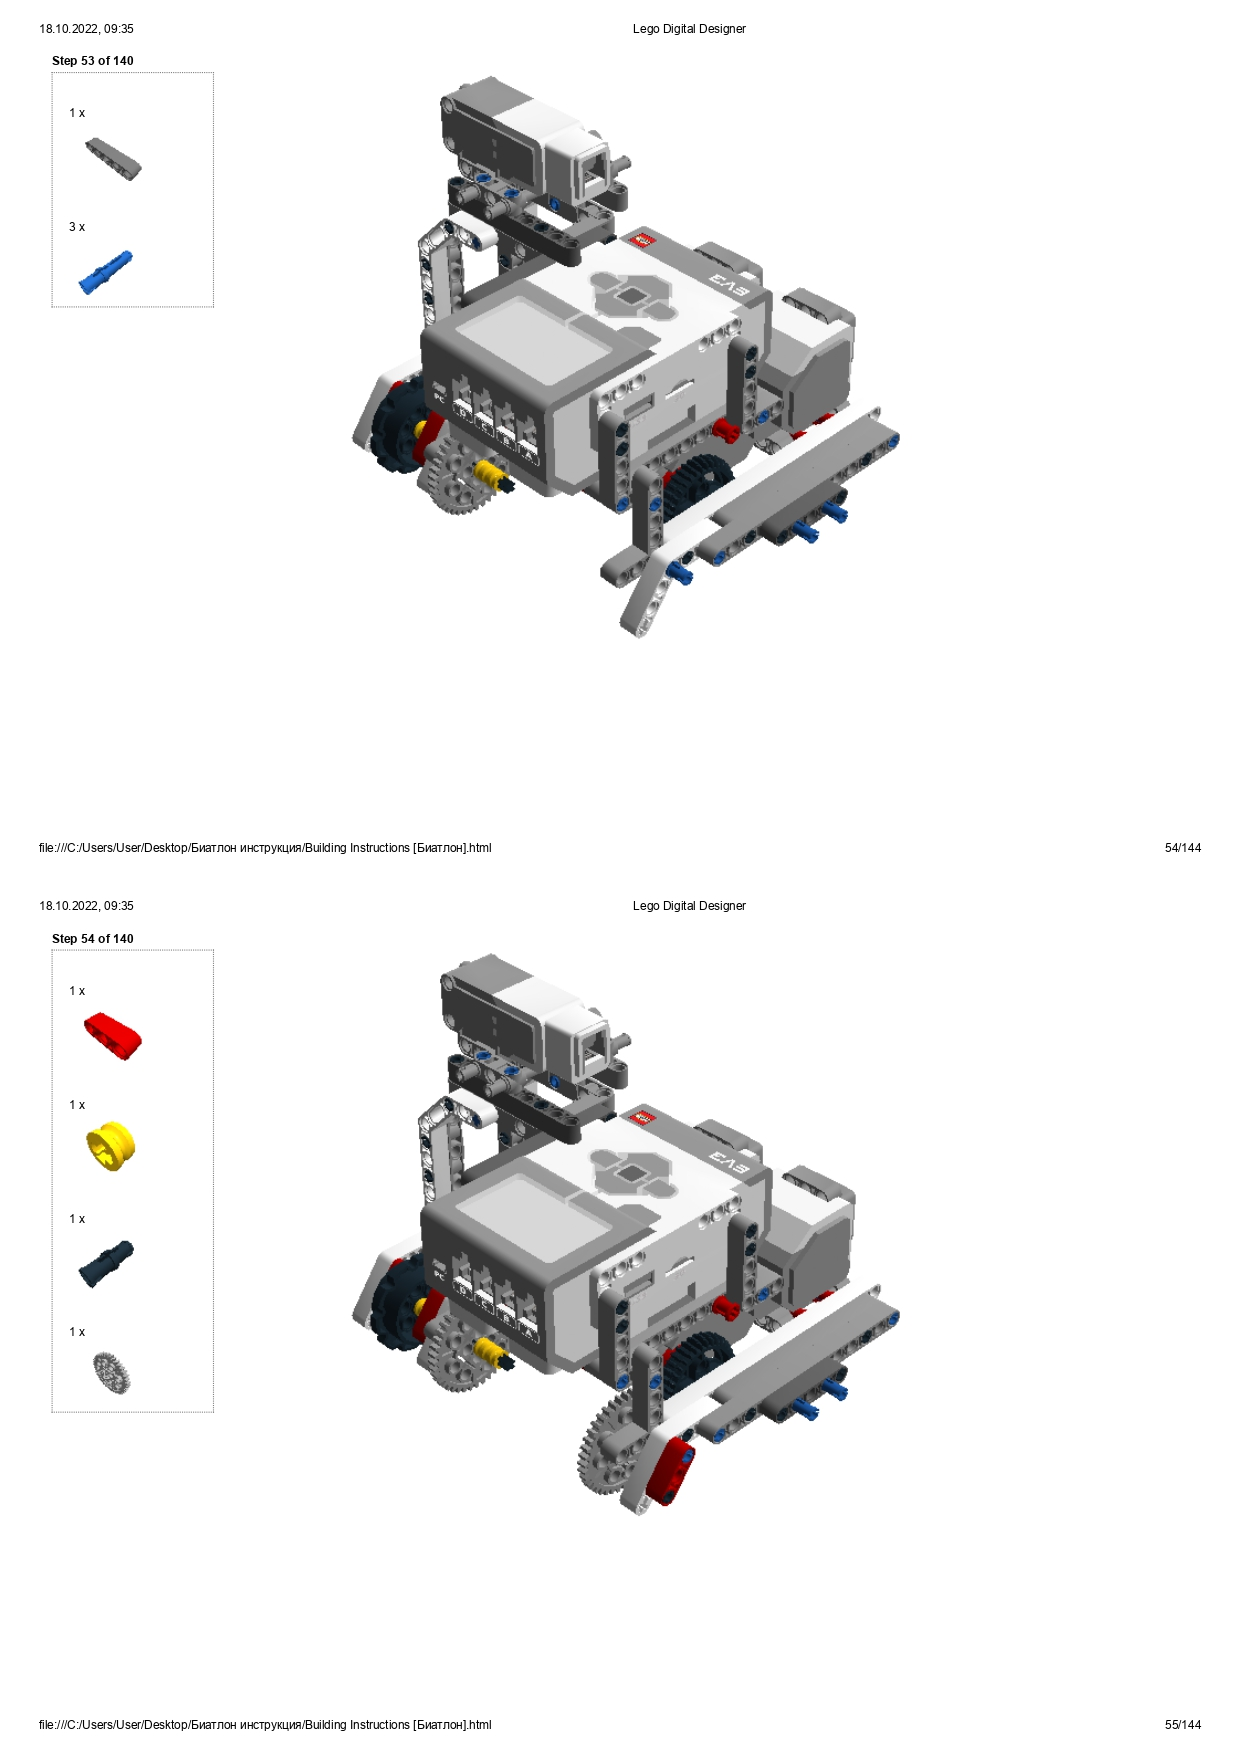 18.10.2022, 09:35 Lego Digital Designer
Step 53 of 140
1 x
3 x
EV3
PC
D C B A
file:///C:/Users/User/Desktop/Биатлон инструкция/Building Instructions [Биатлон].html 54/144
18.10.2022, 09:35 Lego Digital Designer
Step 54 of 140
1 x
1 x
1 x
1 x
EV3
PC
D C B A
file:///C:/Users/User/Desktop/Биатлон инструкция/Building Instructions [Биатлон].html 55/144